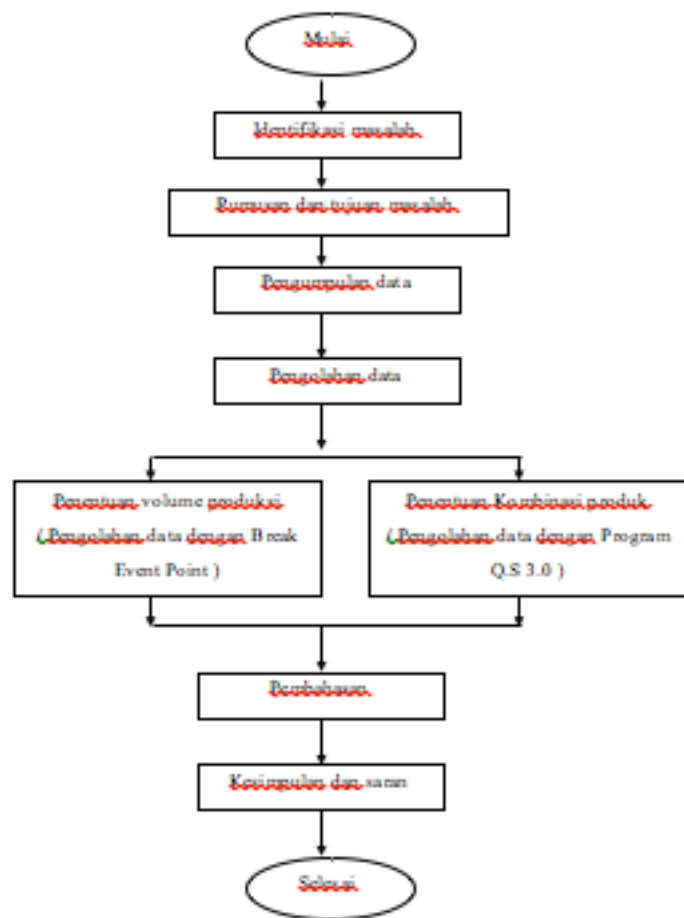 Mulai
Identifikasi masalah
Rumusan dan tujuan masalah
Pengumpulan data
Pengolahan data
Penentuan volume produksi
( Pengolahan data dengan Break
Event Point )
Penentuan Kombinasi produk
( Pengolahan data dengan Program
Q.S 3.0 )
Pembahasan
Kesimpulan dan saran
Selesai